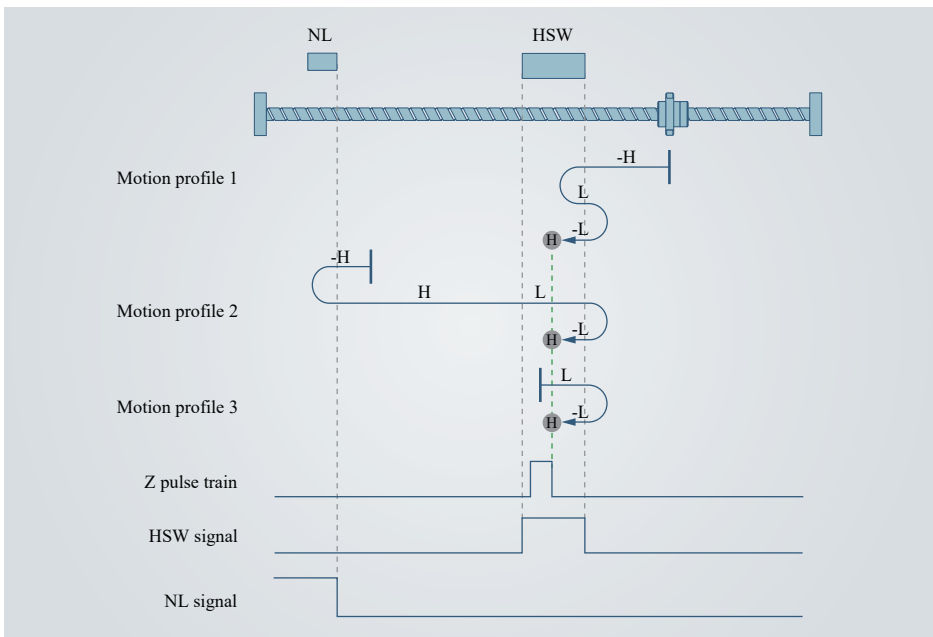 NL HSW
-H
Motion profile 1
L
-L
H
-H
H L
Motion profile 2
-L
H
L
Motion profile 3
-L
H
Z pulse train
HSW signal
NL signal